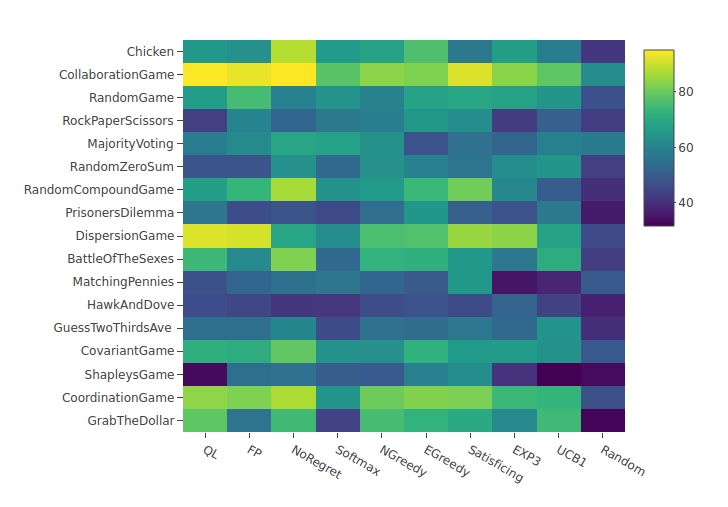 Chicken
CollaborationGame
RandomGame
RockPaperScissors
MajorityVoting
RandomZeroSum
RandomCompoundGame
PrisonersDilemma
DispersionGame
BattleOfTheSexes
MatchingPennies
HawkAndDove
GuessTwoThirdsAve
CovariantGame
ShapleysGame
CoordinationGame
GrabTheDollar
QL FP NoRegret Softmax NGreedy EGreedy Satisficing EXP3 UCB1 Random
80
60
40